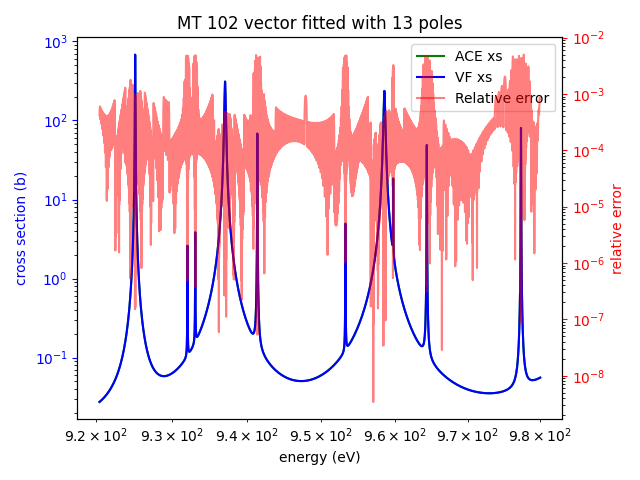 MT 102 vector fitted with 13 poles
10³
10²
10¹
10⁰
10⁻¹
cross section (b)
ACE xs
VF xs
Relative error
10⁻²
10⁻³
10⁻⁴
10⁻⁵
10⁻⁶
10⁻⁷
10⁻⁸
relative error
9.2 × 10² 9.3 × 10² 9.4 × 10² 9.5 × 10² 9.6 × 10² 9.7 × 10² 9.8 × 10²
energy (eV)